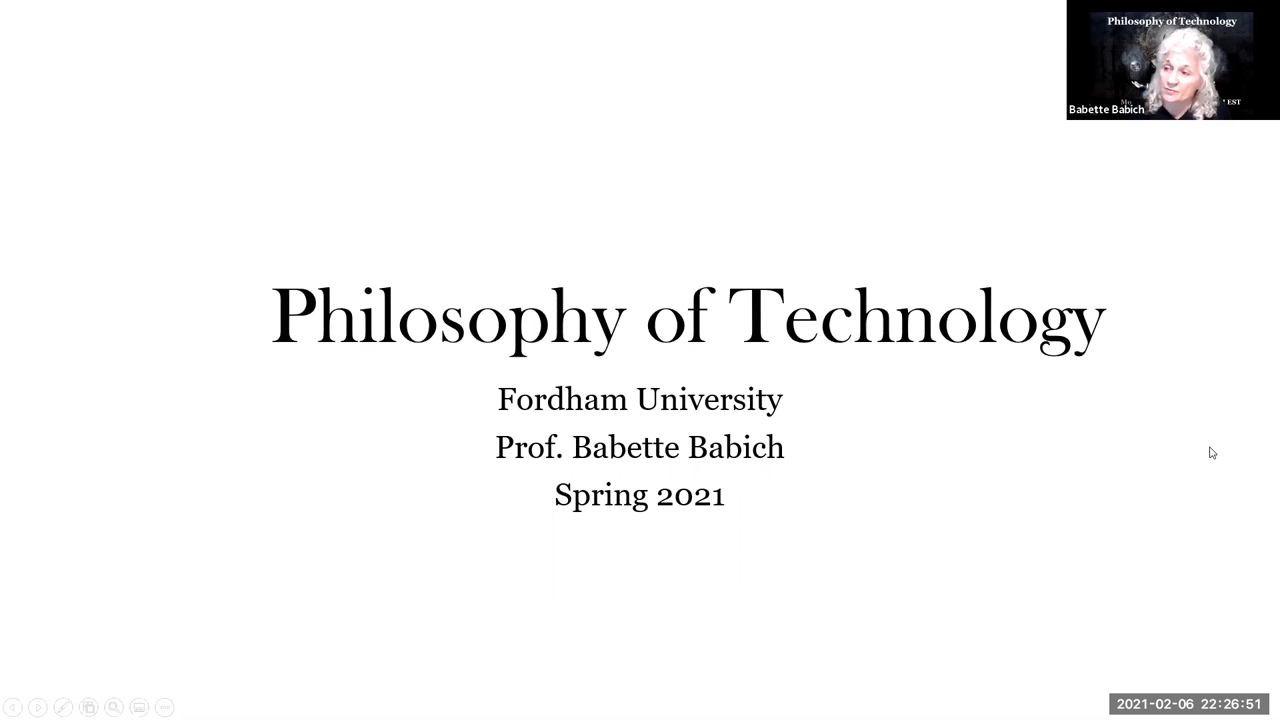 Philosophy of Technology
EST
Babette Babich
Philosophy of Technology
Fordham University
Prof. Babette Babich
Spring 2021
2021-02-06 22:26:51